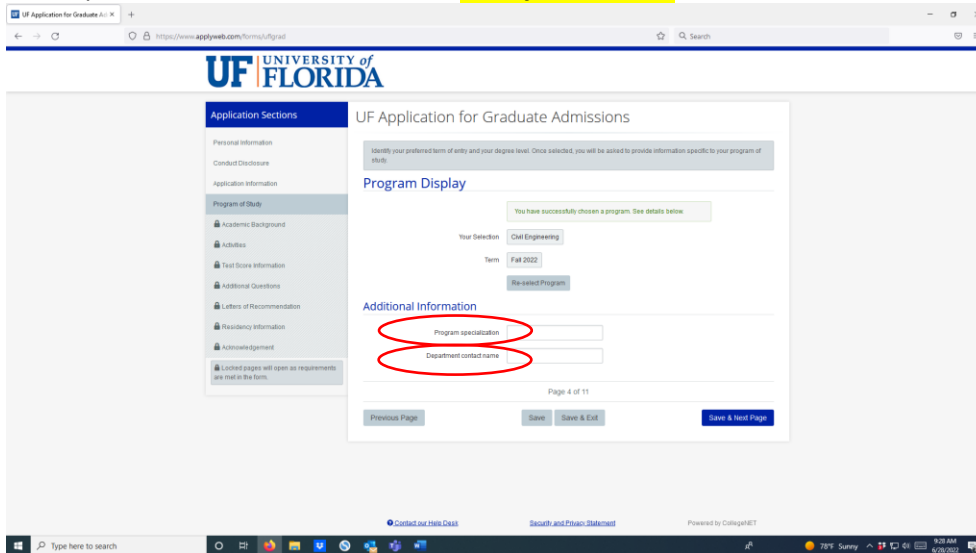 UF Application for Graduate Ad
https://www.applyweb.com/forms/ufgrad
Search
UF UNIVERSITY of
FLORIDA
Application Sections
Personal Information
Conduct Disclosure
Application Information
Program of Study
Academic Background
Activities
Test Score Information
Additional Questions
Letters of Recommendation
Residency Information
Acknowledgement
Locked pages will open as requirements
are met in the form.
UF Application for Graduate Admissions
Identify your preferred term of entry and your degree level. Once selected, you will be asked to provide information specific to your program of
study.
Program Display
You have successfully chosen a program. See details below.
Your Selection Civil Engineering
Term Fall 2022
Re-select Program
Additional Information
Program specialization
Department contact name
Page 4 of 11
Previous Page Save Save & Exit Save & Next Page
Contact our Help Desk Security and Privacy Statement Powered by CollegeNET
Type here to search
78°F Sunny
9:28 AM
6/28/2022